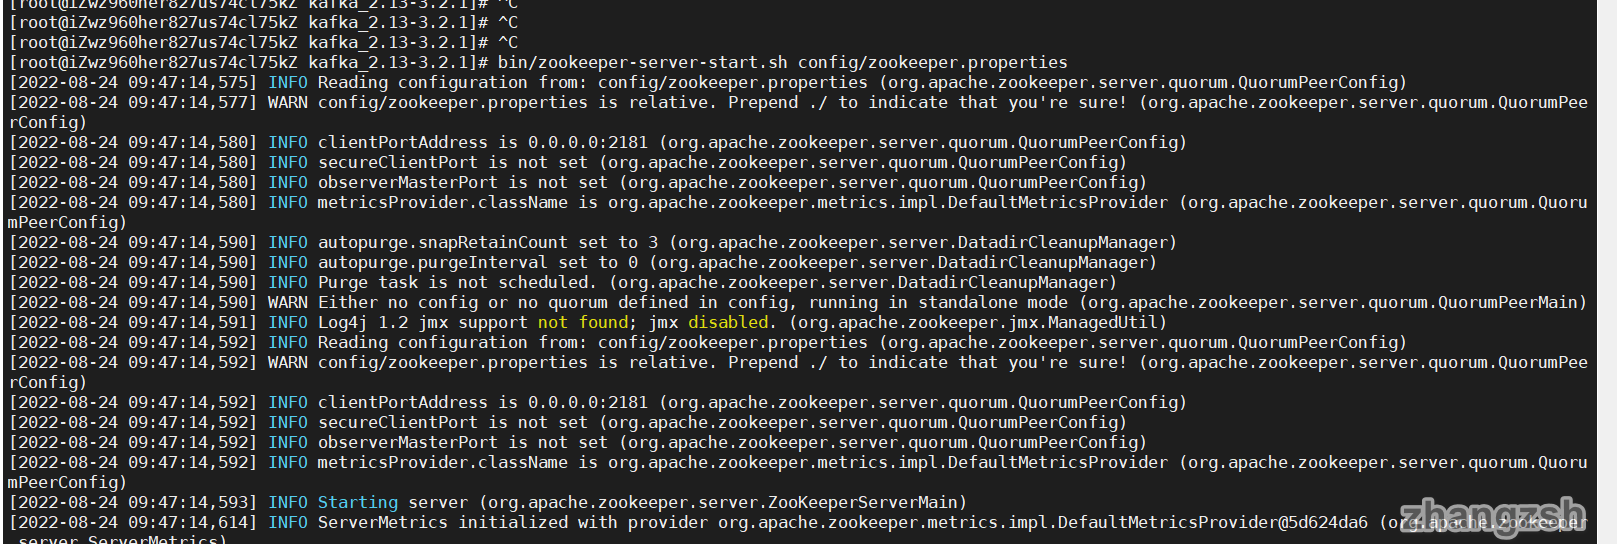 [root@iZwz960her827us74cl75kZ kafka_2.13-3.2.1]# ^C
[root@iZwz960her827us74cl75kZ kafka_2.13-3.2.1]# ^C
[root@iZwz960her827us74cl75kZ kafka_2.13-3.2.1]# ^C
[root@iZwz960her827us74cl75kZ kafka_2.13-3.2.1]# bin/zookeeper-server-start.sh config/zookeeper.properties
[2022-08-24 09:47:14,575] INFO Reading configuration from: config/zookeeper.properties (org.apache.zookeeper.server.quorum.QuorumPeerConfig)
[2022-08-24 09:47:14,577] WARN config/zookeeper.properties is relative. Prepend ./ to indicate that you're sure! (org.apache.zookeeper.server.quorum.QuorumPee
rConfig)
[2022-08-24 09:47:14,580] INFO clientPortAddress is 0.0.0.0:2181 (org.apache.zookeeper.server.quorum.QuorumPeerConfig)
[2022-08-24 09:47:14,580] INFO secureClientPort is not set (org.apache.zookeeper.server.quorum.QuorumPeerConfig)
[2022-08-24 09:47:14,580] INFO observerMasterPort is not set (org.apache.zookeeper.server.quorum.QuorumPeerConfig)
[2022-08-24 09:47:14,580] INFO metricsProvider.className is org.apache.zookeeper.metrics.impl.DefaultMetricsProvider (org.apache.zookeeper.server.quorum.Quoru
mPeerConfig)
[2022-08-24 09:47:14,590] INFO autopurge.snapRetainCount set to 3 (org.apache.zookeeper.server.DatadirCleanupManager)
[2022-08-24 09:47:14,590] INFO autopurge.purgeInterval set to 0 (org.apache.zookeeper.server.DatadirCleanupManager)
[2022-08-24 09:47:14,590] INFO Purge task is not scheduled. (org.apache.zookeeper.server.DatadirCleanupManager)
[2022-08-24 09:47:14,590] WARN Either no config or no quorum defined in config, running in standalone mode (org.apache.zookeeper.server.quorum.QuorumPeerMain)
[2022-08-24 09:47:14,591] INFO Log4j 1.2 jmx support not found; jmx disabled. (org.apache.zookeeper.jmx.ManagedUtil)
[2022-08-24 09:47:14,592] INFO Reading configuration from: config/zookeeper.properties (org.apache.zookeeper.server.quorum.QuorumPeerConfig)
[2022-08-24 09:47:14,592] WARN config/zookeeper.properties is relative. Prepend ./ to indicate that you're sure! (org.apache.zookeeper.server.quorum.QuorumPee
rConfig)
[2022-08-24 09:47:14,592] INFO clientPortAddress is 0.0.0.0:2181 (org.apache.zookeeper.server.quorum.QuorumPeerConfig)
[2022-08-24 09:47:14,592] INFO secureClientPort is not set (org.apache.zookeeper.server.quorum.QuorumPeerConfig)
[2022-08-24 09:47:14,592] INFO observerMasterPort is not set (org.apache.zookeeper.server.quorum.QuorumPeerConfig)
[2022-08-24 09:47:14,592] INFO metricsProvider.className is org.apache.zookeeper.metrics.impl.DefaultMetricsProvider (org.apache.zookeeper.server.quorum.Quoru
mPeerConfig)
[2022-08-24 09:47:14,593] INFO Starting server (org.apache.zookeeper.server.ZooKeeperServerMain)
[2022-08-24 09:47:14,614] INFO ServerMetrics initialized with provider org.apache.zookeeper.metrics.impl.DefaultMetricsProvider@5d624da6 (org.apache.zookeeper
.server.ServerMetrics)
zhangzsh